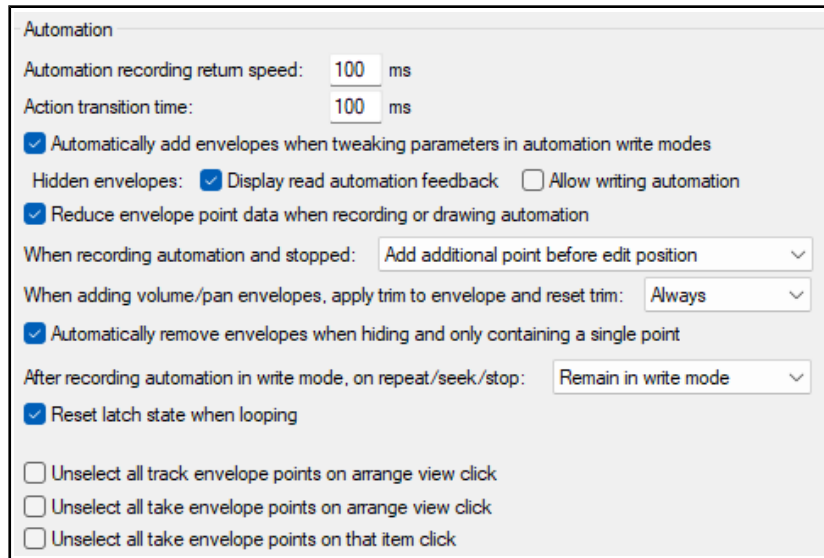 Automation
Automation recording return speed: 100 ms
Action transition time: 100 ms
Automatically add envelopes when tweaking parameters in automation write modes
Hidden envelopes: Display read automation feedback Allow writing automation
Reduce envelope point data when recording or drawing automation
When recording automation and stopped: Add additional point before edit position
When adding volume/pan envelopes, apply trim to envelope and reset trim: Always
Automatically remove envelopes when hiding and only containing a single point
After recording automation in write mode, on repeat/seek/stop: Remain in write mode
Reset latch state when looping
Unselect all track envelope points on arrange view click
Unselect all take envelope points on arrange view click
Unselect all take envelope points on that item click